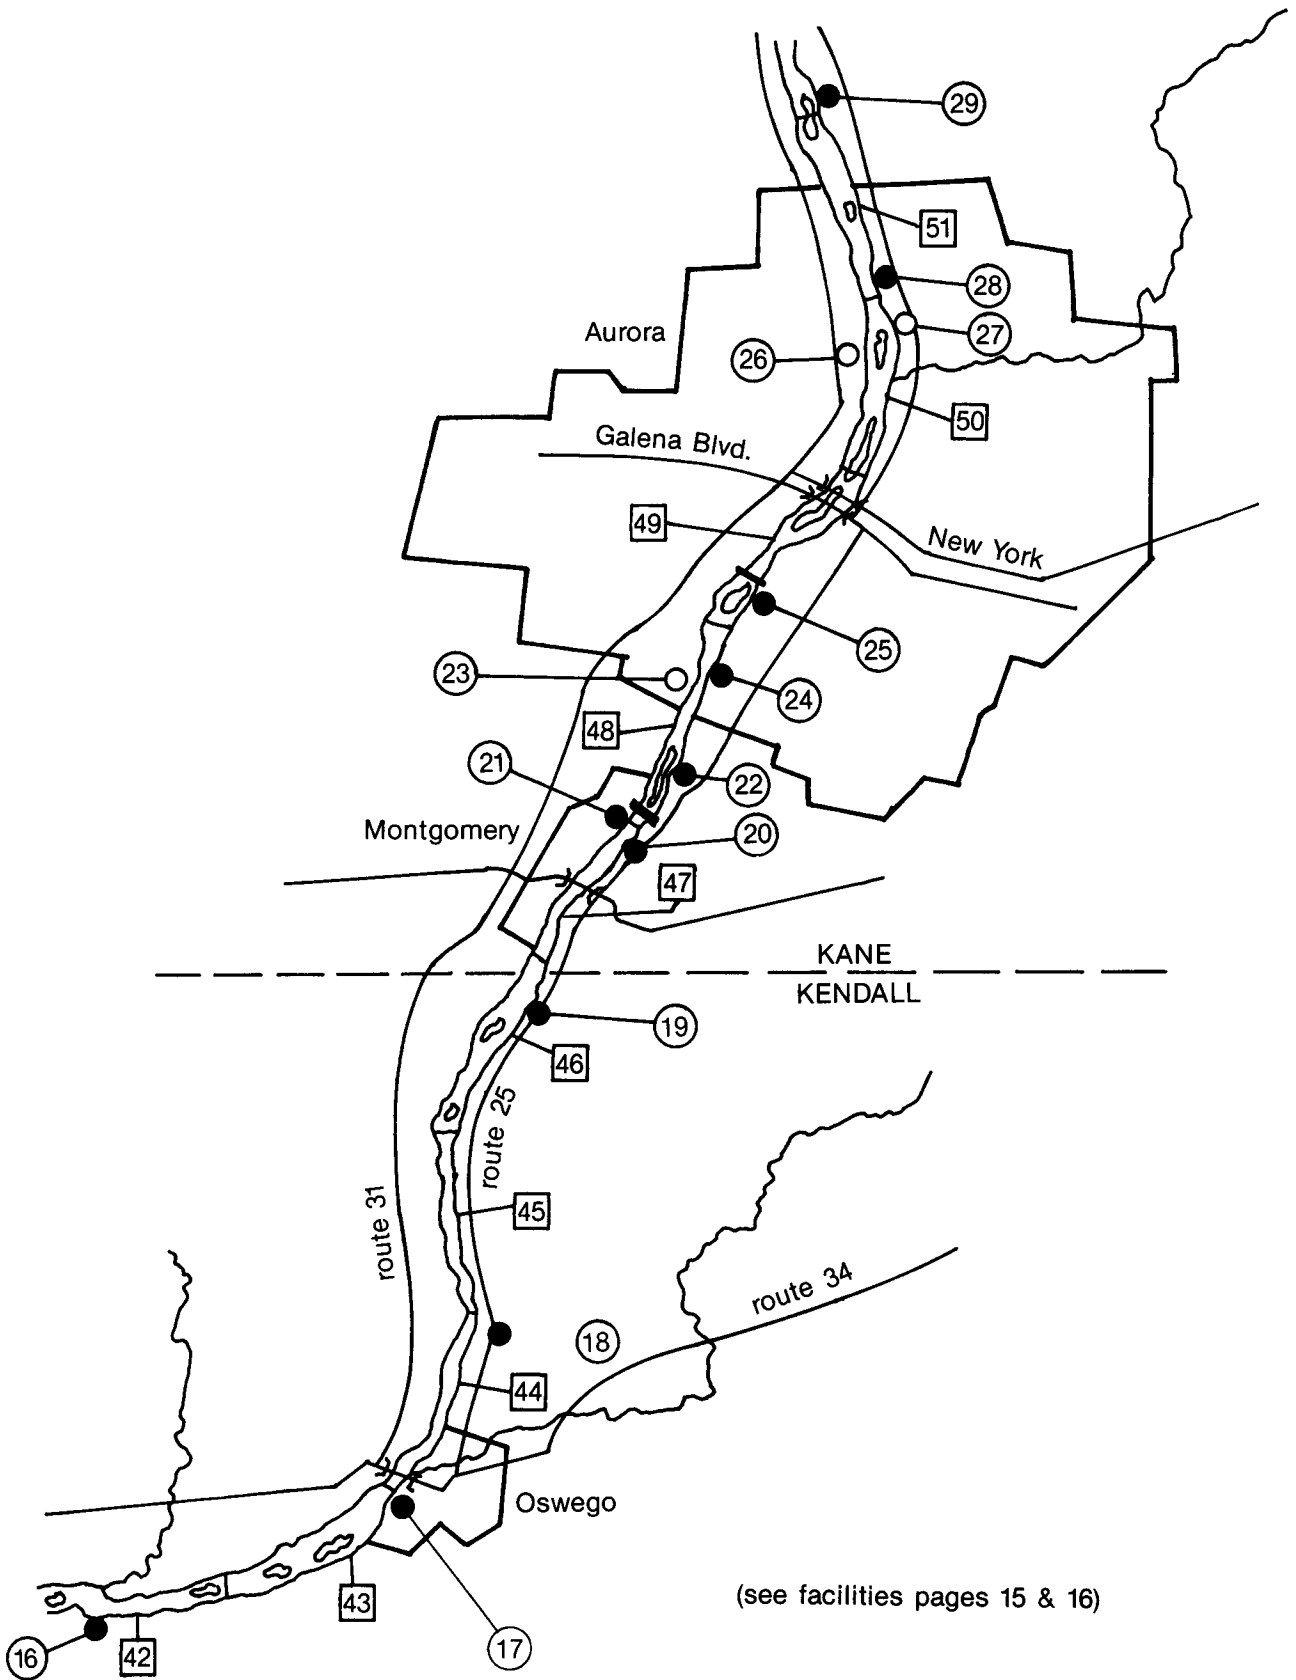 29
51
28
27
Aurora
26
50
Galena Blvd.
49
New York
25
23
24
48
21
22
Montgomery
20
47
KANE
KENDALL
19
46
route 25
route 31
45
route 34
18
44
Oswego
43
(see facilities pages 15 & 16)
17
16
42